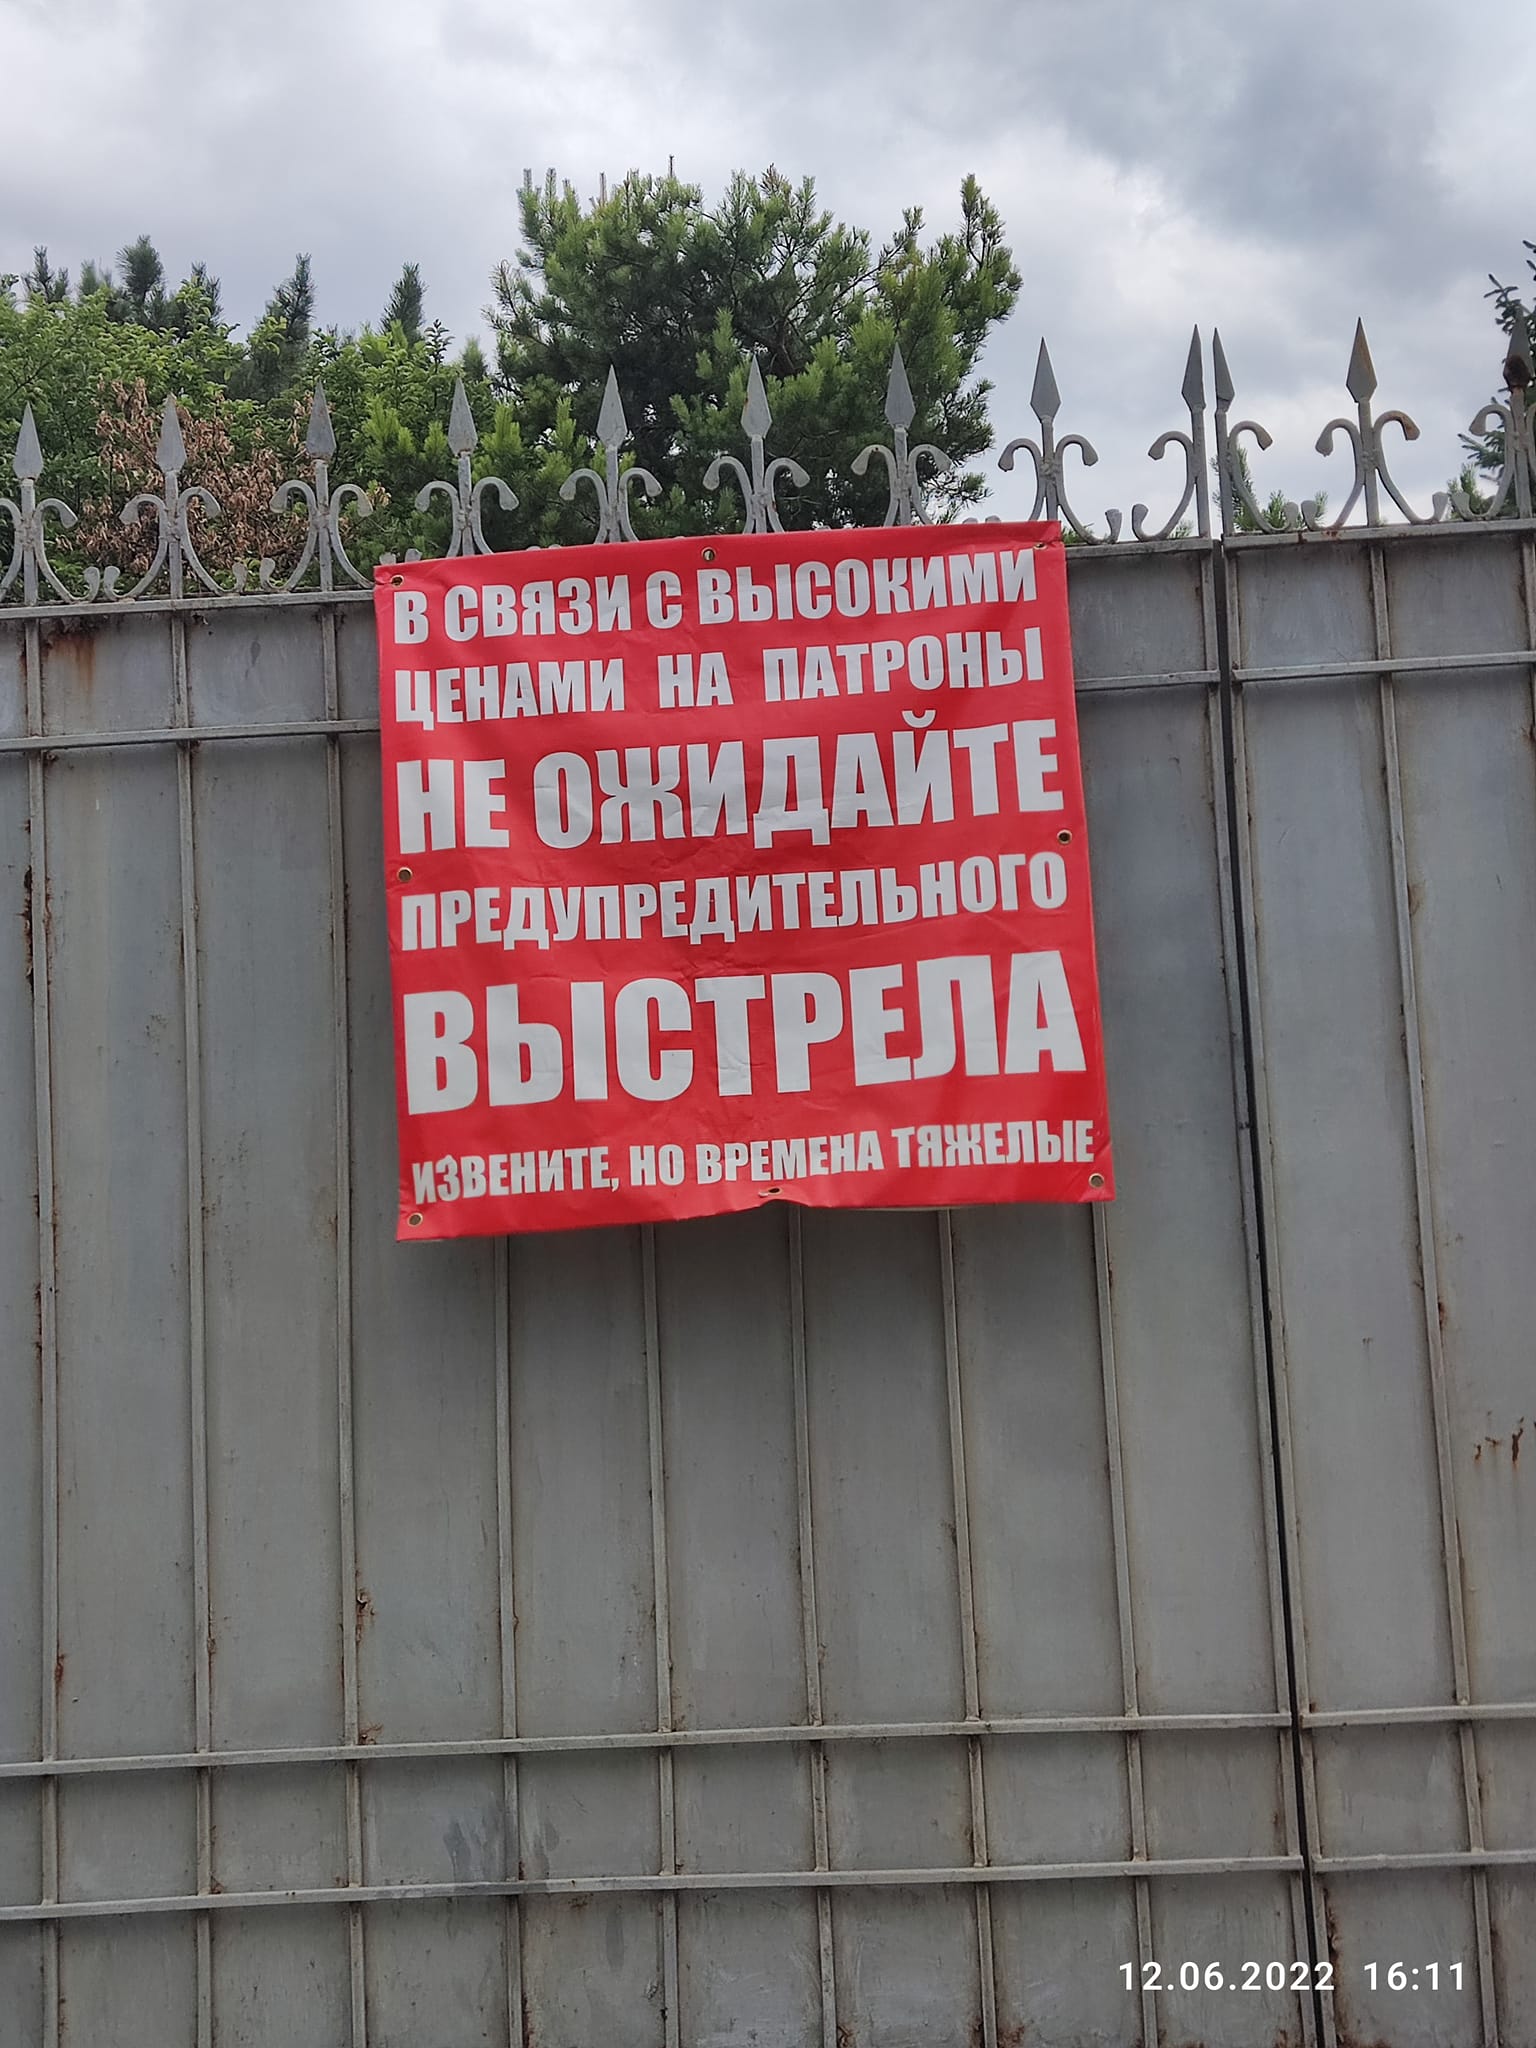 В СВЯЗИ С ВЫСОКИМИ
ЦЕНАМИ НА ПАТРОНЫ
НЕ ОЖИДАЙТЕ
ПРЕДУПРЕДИТЕЛЬНОГО
ВЫСТРЕЛА
ИЗВЕНИТЕ, НО ВРЕМЕНА ТЯЖЕЛЫЕ
12.06.2022 16:11